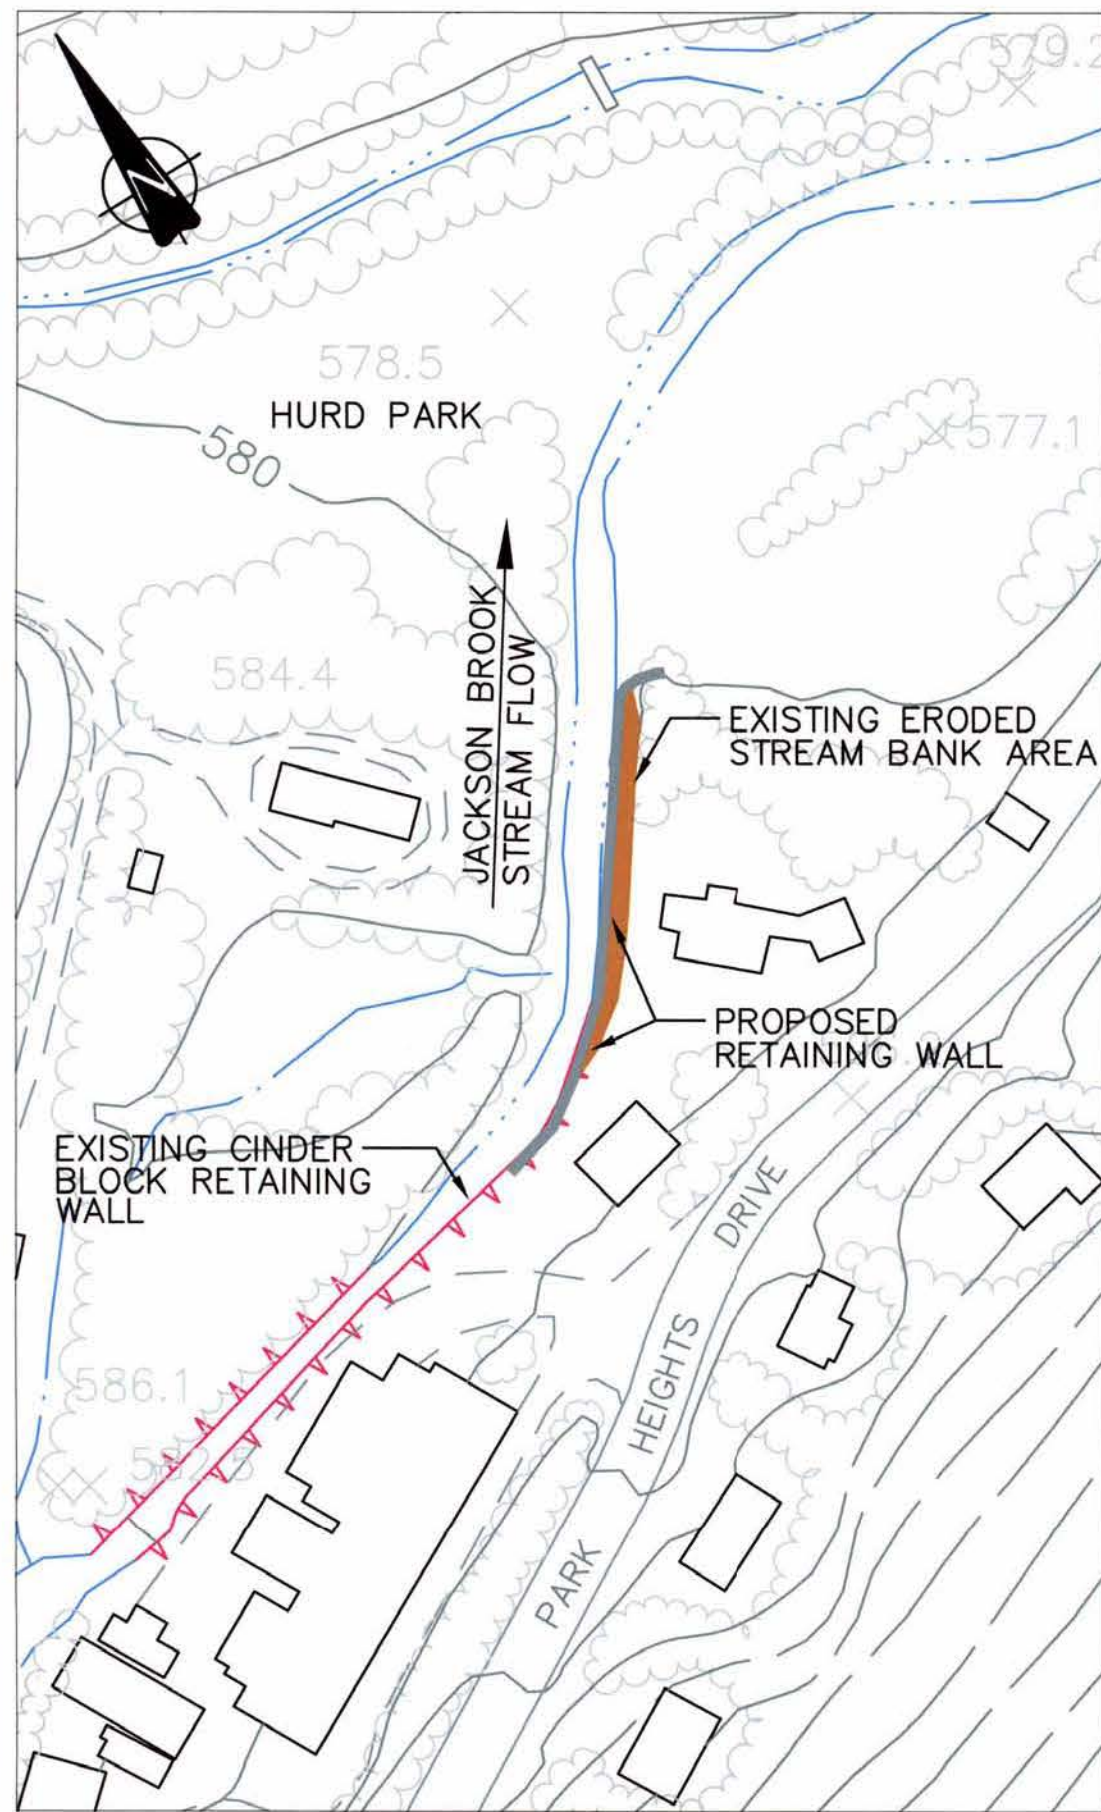 579.2
578.5
HURD PARK
580
577.1
JACKSON BROOK
STREAM FLOW
584.4
EXISTING ERODED
STREAM BANK AREA
PROPOSED
RETAINING WALL
EXISTING CINDER
BLOCK RETAINING
WALL
PARK HEIGHTS DRIVE
586.1
N